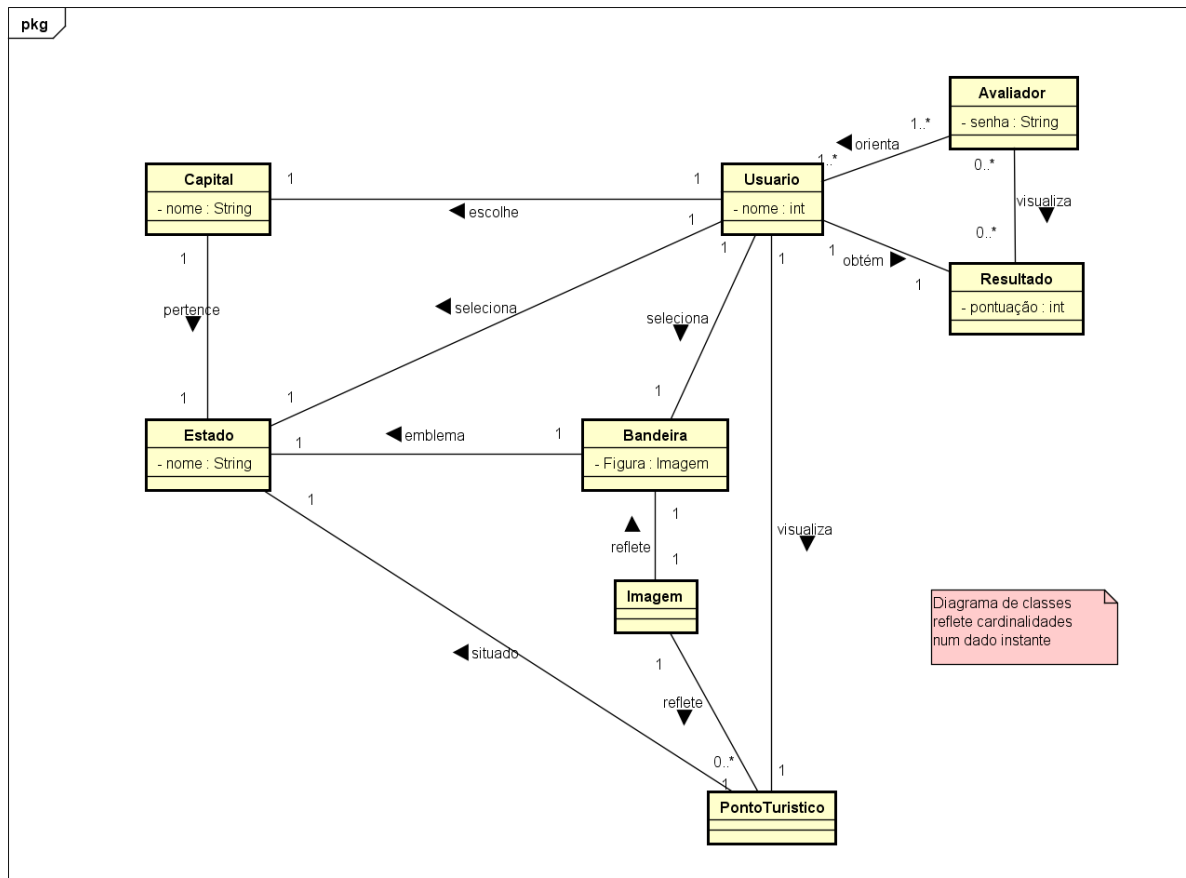 pkg
Avaliador
- senha : String
1..*
orienta
1..*
0..*
visualiza
0..*
Capital
- nome : String
1
1
escolhe
Usuario
- nome : int
1
obtém
1
Resultado
- pontuação : int
1
pertence
1
1
seleciona
1
1
seleciona
1
1
visualiza
1
Estado
- nome : String
1
emblema
1
Bandeira
- Figura : Imagem
1
reflete
1
Imagem
1
situado
1
reflete
0..*
1
PontoTuristico
Diagrama de classes
reflete cardinalidades
num dado instante